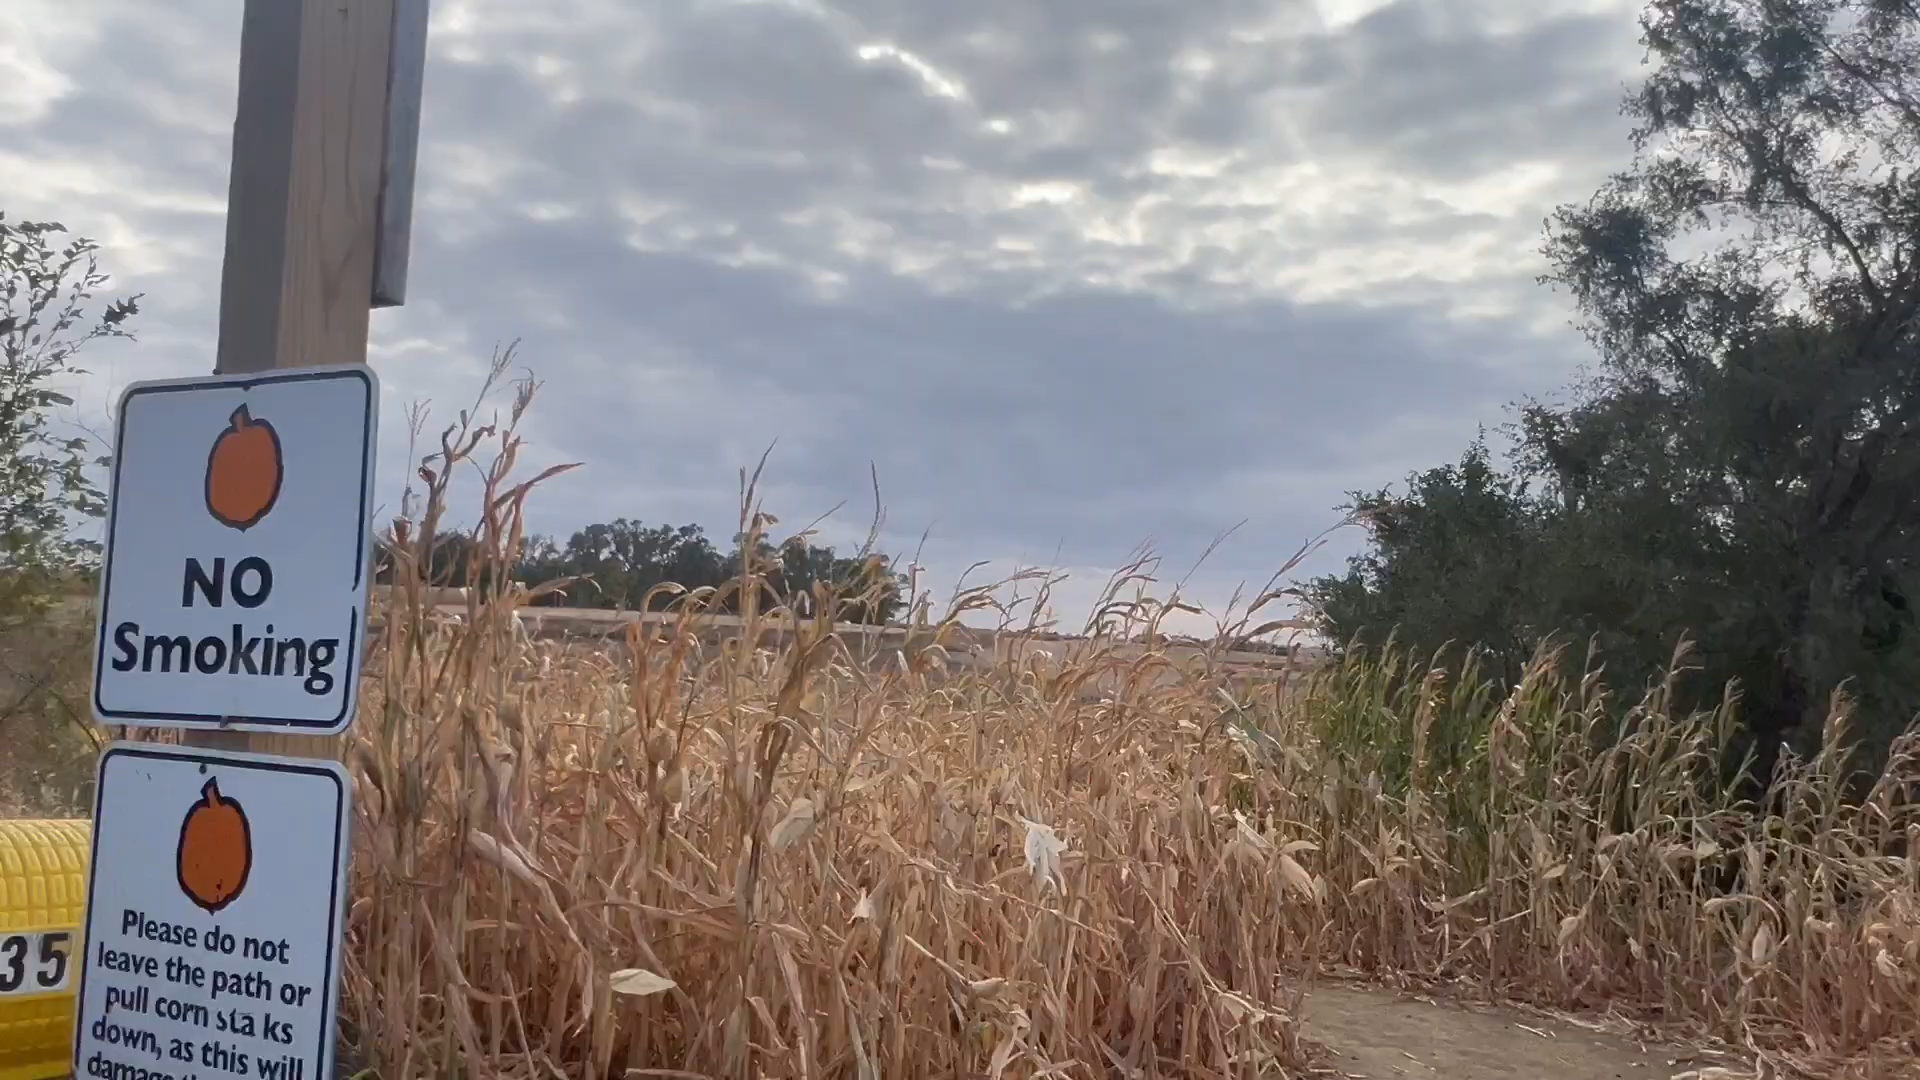 NO
Smoking
Please do not
leave the path or
pull corn sta ks
down, as this will
35